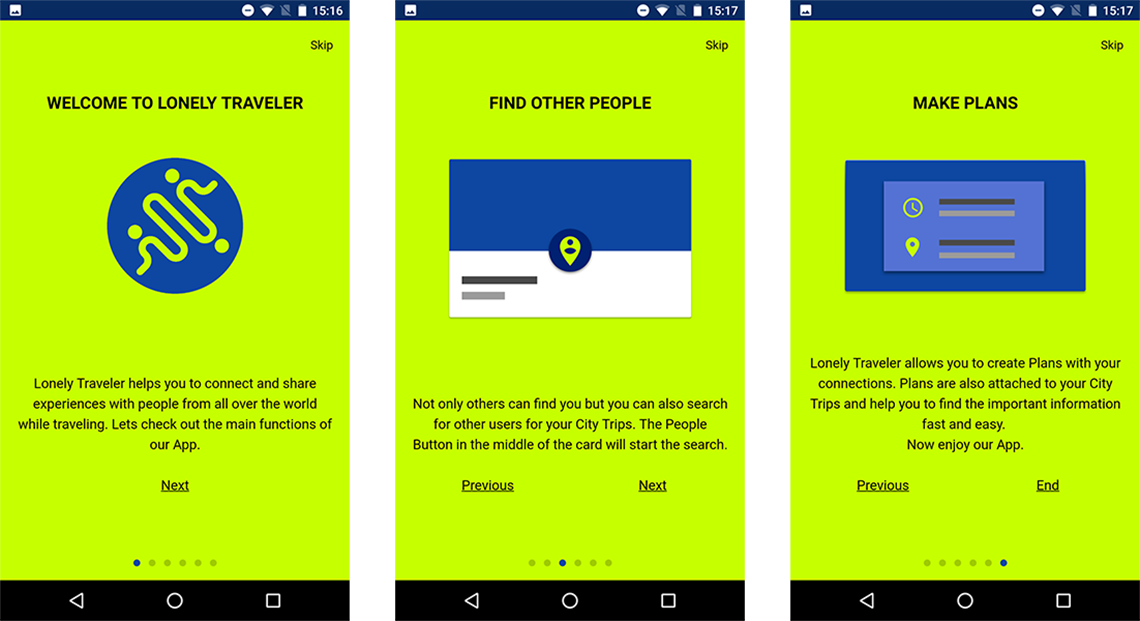 15:16
Skip
WELCOME TO LONELY TRAVELER
Lonely Traveler helps you to connect and share
experiences with people from all over the world
while traveling. Lets check out the main functions of
our App.
Next
15:17
Skip
FIND OTHER PEOPLE
Not only others can find you but you can also search
for other users for your City Trips. The People
Button in the middle of the card will start the search.
Previous
Next
15:17
Skip
MAKE PLANS
Lonely Traveler allows you to create Plans with your
connections. Plans are also attached to your City
Trips and help you to find the important information
fast and easy.
Now enjoy our App.
Previous
End